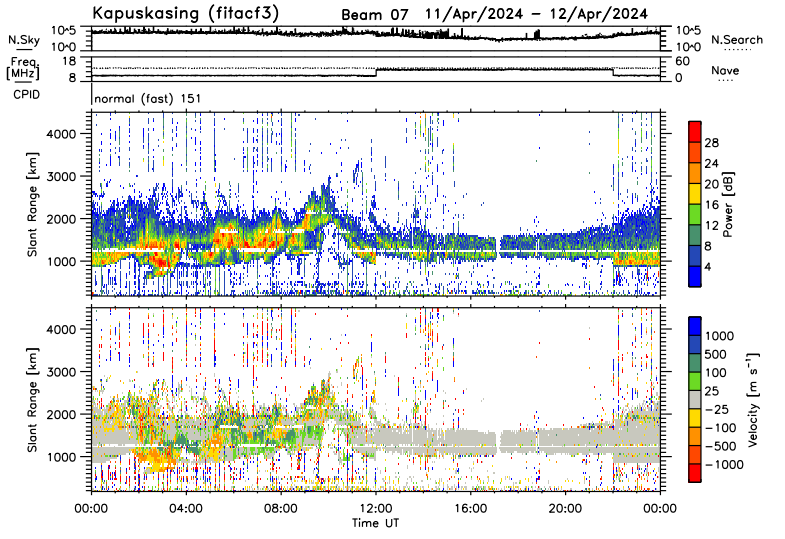 Kapuskasing (fitacf3) Beam 07 11/Apr/2024 − 12/Apr/2024
N.Sky 10^5 10^0 10^5 10^0 N.Search
Freq. [MHz] 18 8 60 0 Nave
CPID normal (fast) 151
Slant Range [km] 4000 3000 2000 1000
Power [dB] 28 24 20 16 12 8 4
Slant Range [km] 4000 3000 2000 1000
Velocity [m s⁻¹] 1000 500 100 25 −25 −100 −500 −1000
00:00 04:00 08:00 12:00 16:00 20:00 00:00
Time UT